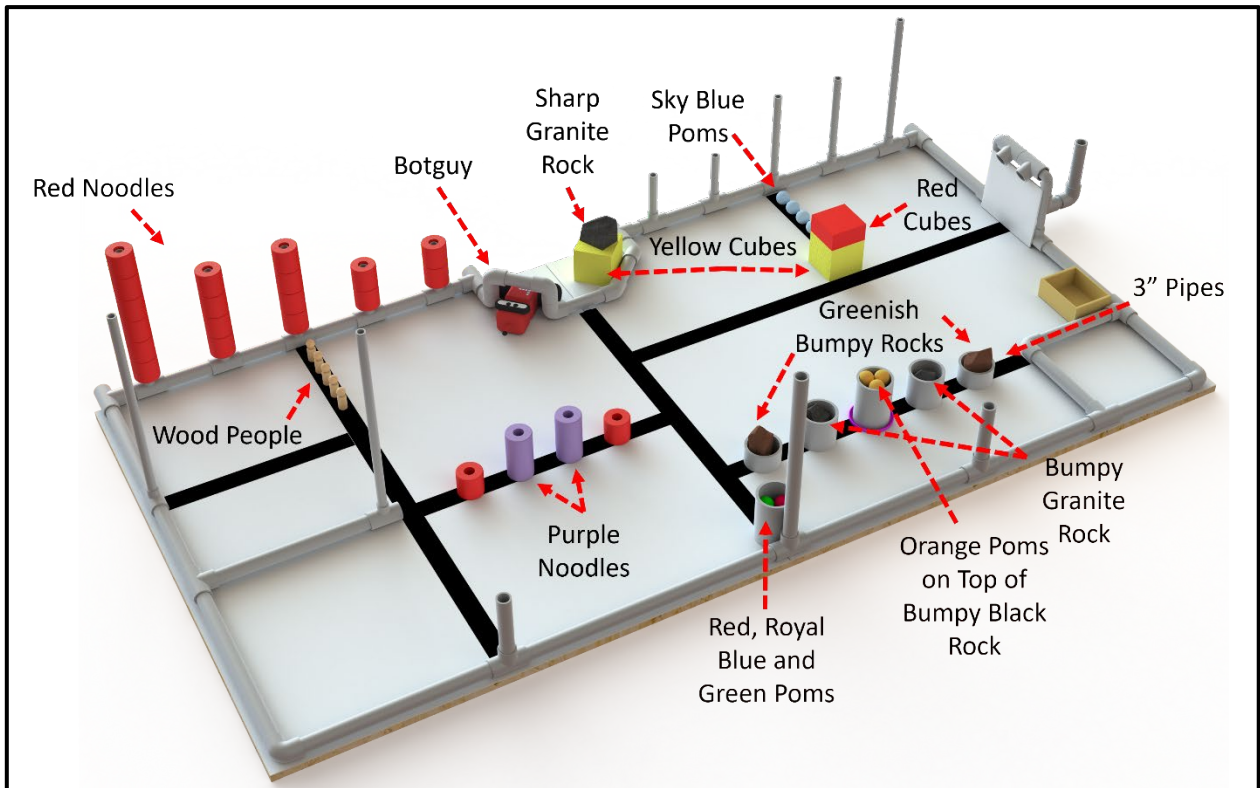 Sharp
Granite
Rock
Sky Blue
Poms
Botguy
Red Noodles
Red
Cubes
Yellow Cubes
3” Pipes
Greenish
Bumpy Rocks
Wood People
Purple
Noodles
Bumpy
Granite
Rock
Orange Poms
on Top of
Bumpy Black
Rock
Red, Royal
Blue and
Green Poms